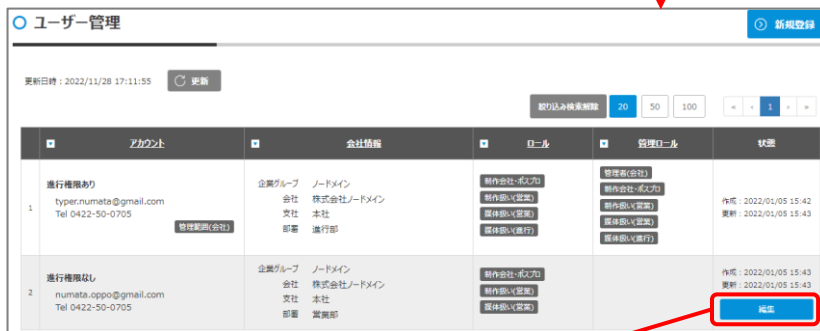 ユーザー管理
新規登録
更新日時：2022/11/28 17:11:55 更新
絞り込み検索解除 20 50 100 « ‹ 1 › »
アカウント 会社情報 ロール 管理ロール 状態
1
進行権限あり
typer.numata@gmail.com
Tel 0422-50-0705
管理範囲(会社)
企業グループ ノードメイン
会社 株式会社ノードメイン
支社 本社
部署 進行部
制作会社・ポスプロ
制作扱い(営業)
媒体扱い(営業)
媒体扱い(進行)
管理者(会社)
制作会社・ポスプロ
制作扱い(営業)
媒体扱い(営業)
媒体扱い(進行)
作成：2022/01/05 15:42
更新：2022/01/05 15:43
2
進行権限なし
numata.oppo@gmail.com
Tel 0422-50-0705
企業グループ ノードメイン
会社 株式会社ノードメイン
支社 本社
部署 営業部
制作会社・ポスプロ
制作扱い(営業)
媒体扱い(営業)
作成：2022/01/05 15:43
更新：2022/01/05 15:43
編集